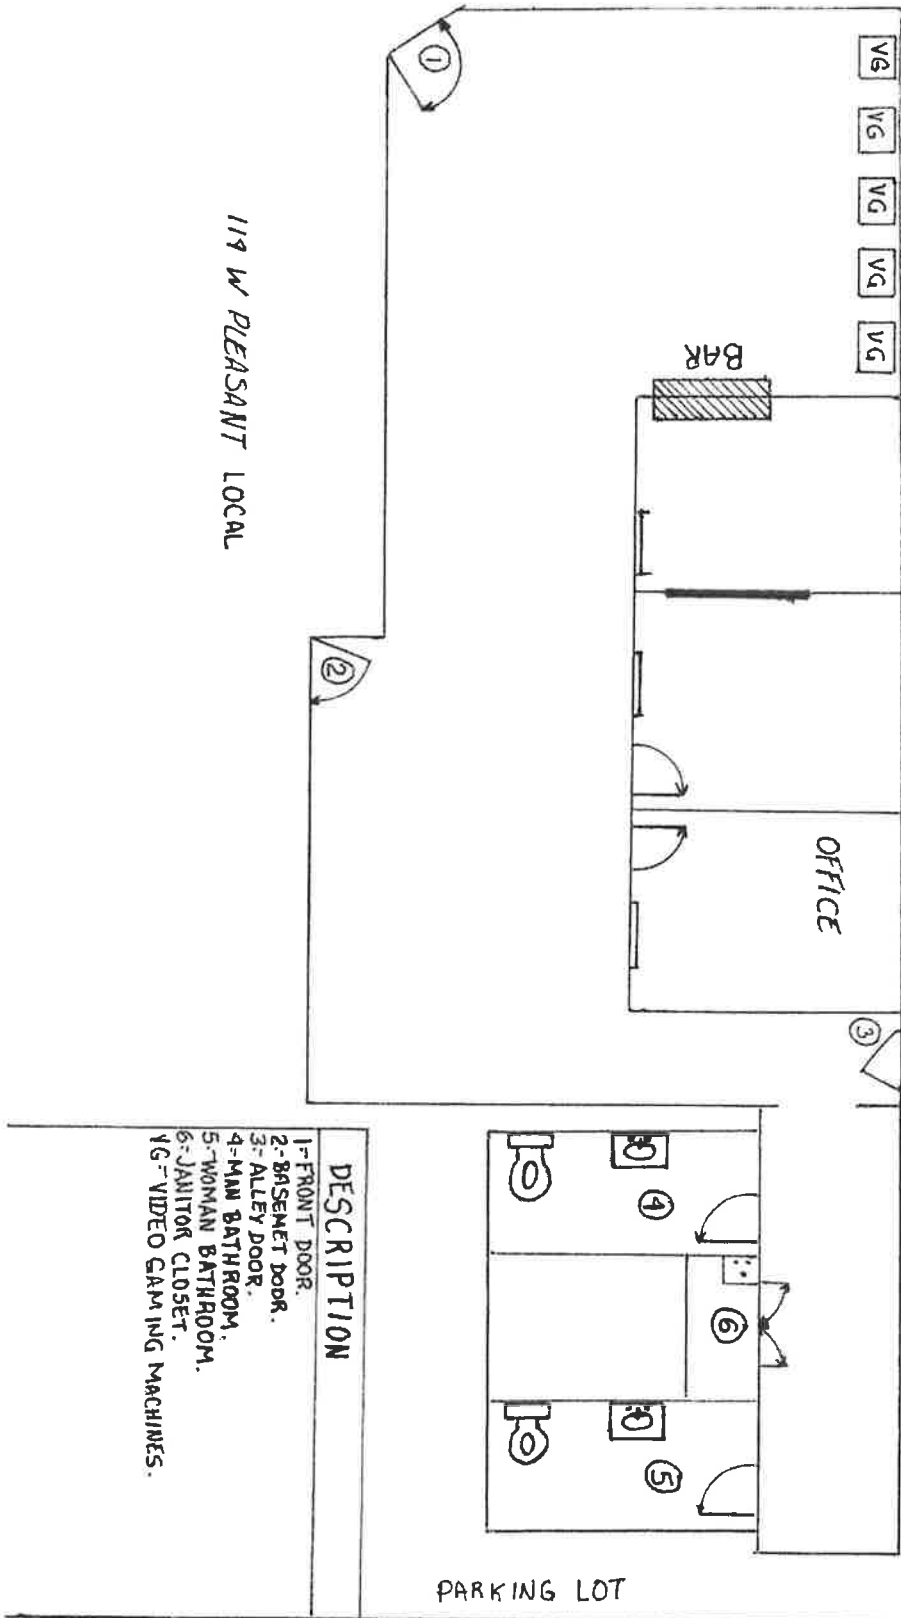 VG
VG
VG
VG
VG
①
BAR
119 W PLEASANT LOCAL
②
OFFICE
③
DESCRIPTION
1-FRONT DOOR.
2-BASEMET DOOR.
3-ALLEY DOOR.
4-MAN BATHROOM.
5-WOMAN BATHROOM.
6-JANITOR CLOSET.
VG-VIDEO GAMING MACHINES.
④
⑥
⑤
PARKING LOT